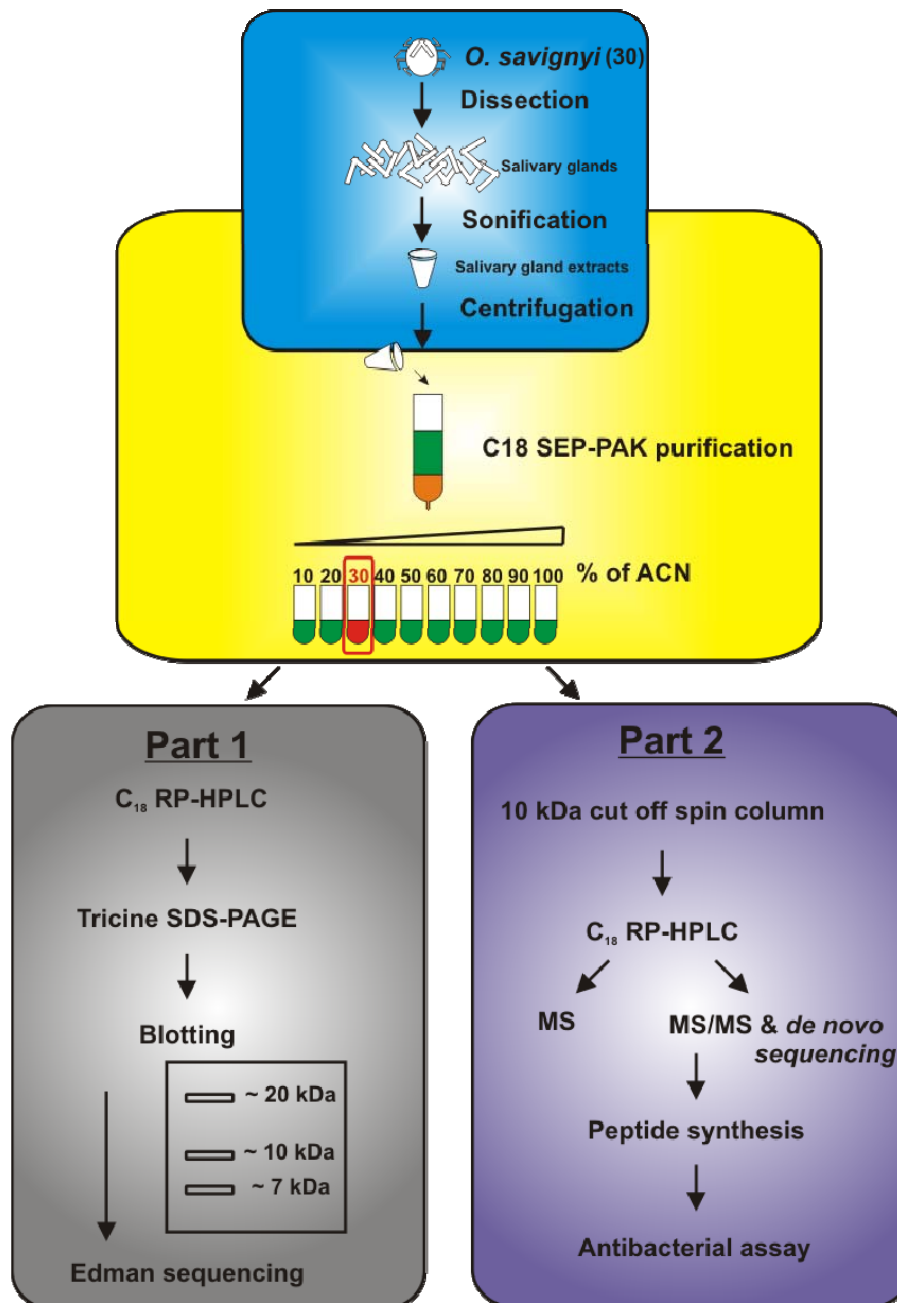 O. savignyi (30)
Dissection
Salivary glands
Sonification
Salivary gland extracts
Centrifugation
C18 SEP-PAK purification
10 20 30 40 50 60 70 80 90 100 % of ACN
Part 1
C₁₈ RP-HPLC
Tricine SDS-PAGE
Blotting
~ 20 kDa
~ 10 kDa
~ 7 kDa
Edman sequencing
Part 2
10 kDa cut off spin column
C₁₈ RP-HPLC
MS
MS/MS & de novo
sequencing
Peptide synthesis
Antibacterial assay